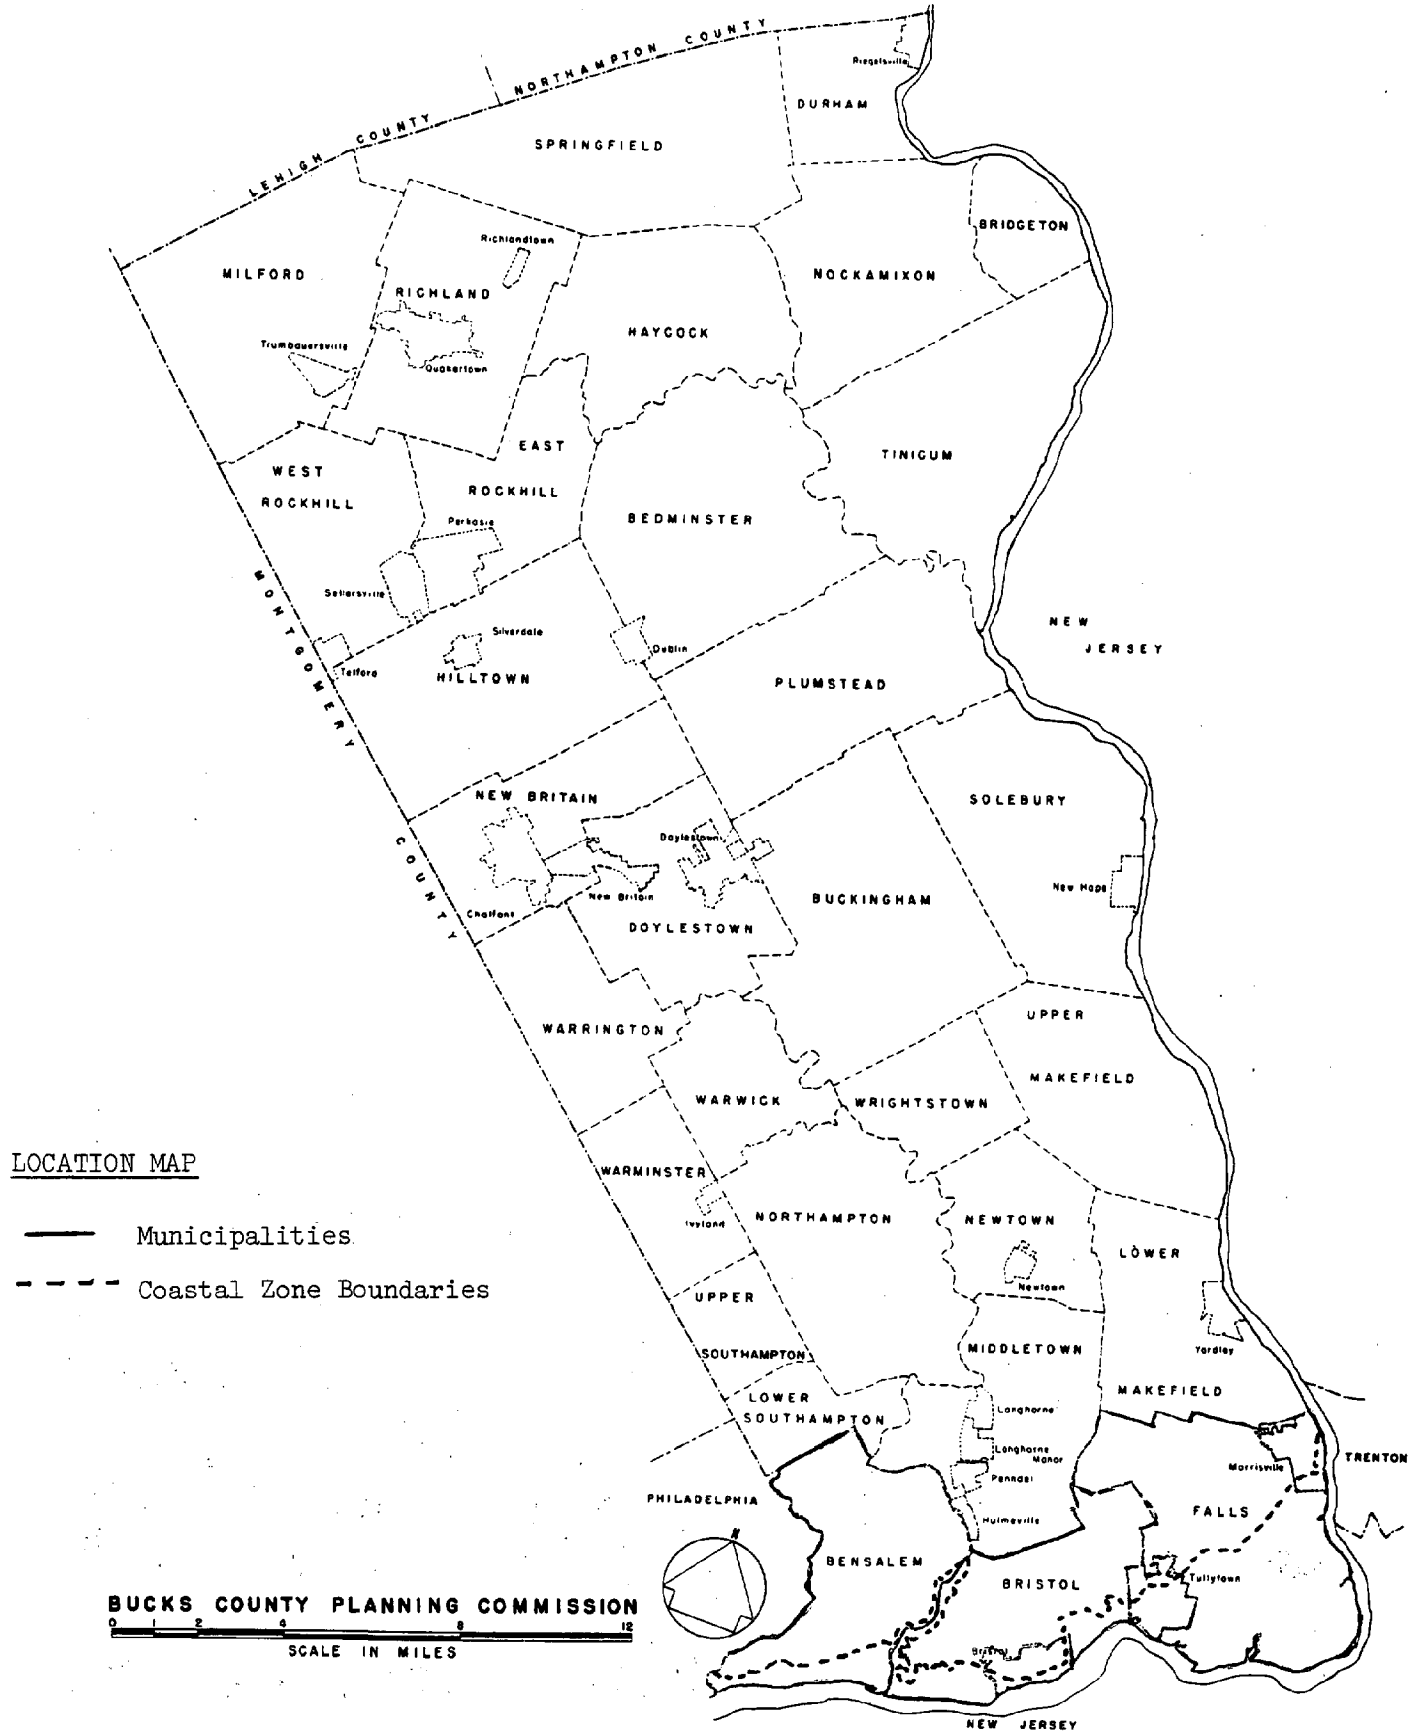 NORTHAMPTON COUNTY
LEHIGH COUNTY
Riegelsville
DURHAM
SPRINGFIELD
BRIDGETON
Richlandtown
MILFORD
NOCKAMIXON
RICHLAND
HAYCOCK
Trumbauersville
Quakertown
EAST
ROCKHILL
TINICUM
WEST
ROCKHILL
BEDMINSTER
Perkasie
Sellersville
MONTGOMERY
COUNTY
NEW
JERSEY
Silverdale
Dublin
Telford
HILLTOWN
PLUMSTEAD
NEW BRITAIN
SOLEBURY
Doylestown
New Hope
New Britain
BUCKINGHAM
Chalfont
DOYLESTOWN
UPPER
MAKEFIELD
WARRINGTON
WARWICK
WRIGHTSTOWN
LOCATION MAP
Municipalities
Coastal Zone Boundaries
WARMINSTER
Ivyland
NORTHAMPTON
NEWTOWN
Newtown
LOWER
MAKEFIELD
UPPER
SOUTHAMPTON
MIDDLETOWN
Yardley
LOWER
SOUTHAMPTON
Langhorne
Langhorne
Manor
Penndel
Hulmeville
Morrisville
TRENTON
PHILADELPHIA
FALLS
N
BENSALEM
BRISTOL
Tullytown
Bristol
BUCKS COUNTY PLANNING COMMISSION
0 2 4 8 12
SCALE IN MILES
NEW JERSEY